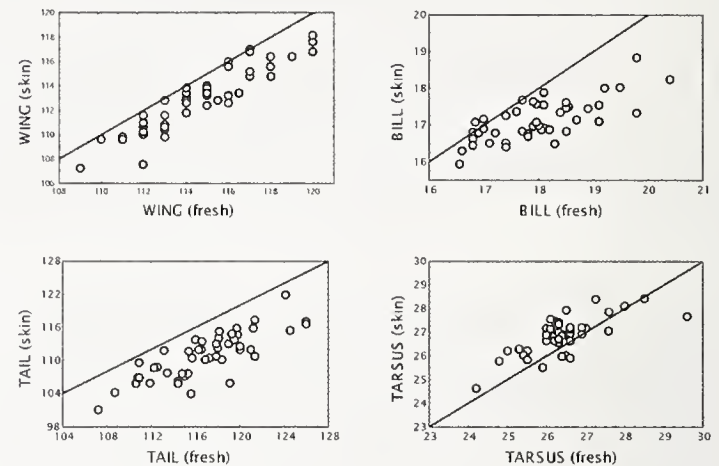 WING (skin)
120
118
116
114
112
110
108
106
108 110 112 114 116 118 120
WING (fresh)
BILL (skin)
20
19
18
17
16
16 17 18 19 20 21
BILL (fresh)
TAIL (skin)
128
122
116
110
104
98
104 108 112 116 120 124 128
TAIL (fresh)
TARSUS (skin)
30
29
28
27
26
25
24
23
23 24 25 26 27 28 29 30
TARSUS (fresh)